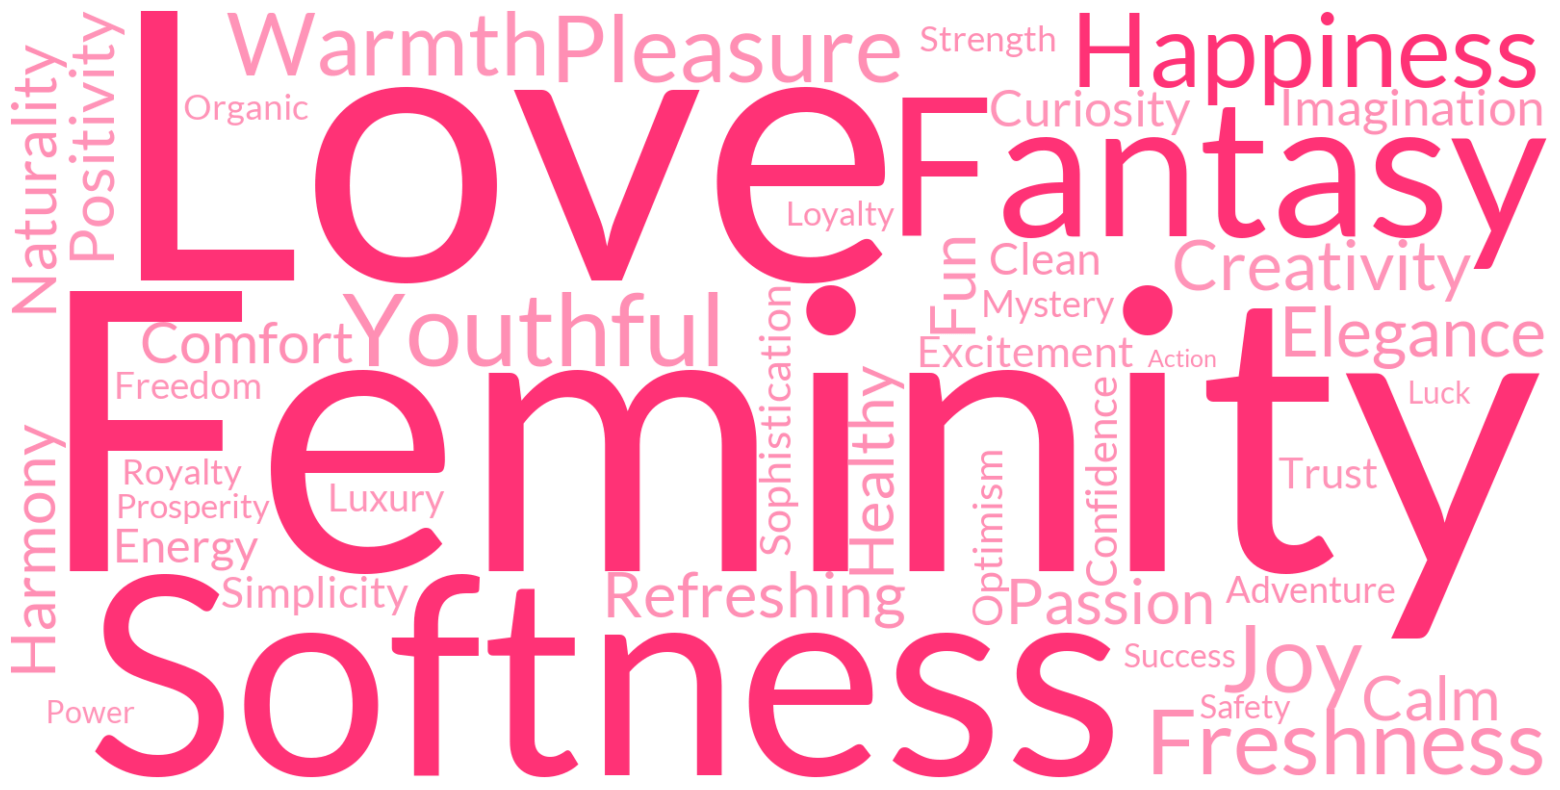 Warmth
Pleasure
Strength
Happiness
Naturality
Positivity
Organic
Love
Curiosity
Imagination
Fantasy
Loyalty
Fun
Clean
Creativity
Mystery
Youthful
Comfort
Sophistication
Excitement
Action
Elegance
Freedom
Feminity
Healthy
Confidence
Luck
Harmony
Royalty
Prosperity
Luxury
Optimism
Trust
Energy
Simplicity
Refreshing
Passion
Adventure
Softness
Success
Joy
Power
Safety
Calm
Freshness